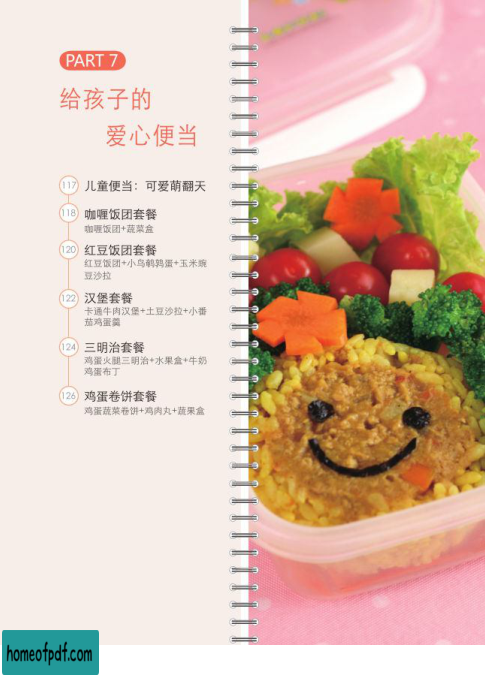 PART 7
给孩子的
爱心便当
117 儿童便当：可爱萌翻天
118 咖喱饭团套餐
咖喱饭团+蔬菜盒
120 红豆饭团套餐
红豆饭团+小鸟鹌鹑蛋+玉米豌
豆沙拉
122 汉堡套餐
卡通牛肉汉堡+土豆沙拉+小番
茄鸡蛋羹
124 三明治套餐
鸡蛋火腿三明治+水果盒+牛奶
鸡蛋布丁
126 鸡蛋卷饼套餐
鸡蛋蔬菜卷饼+鸡肉丸+蔬果盒
homeofpdf.com